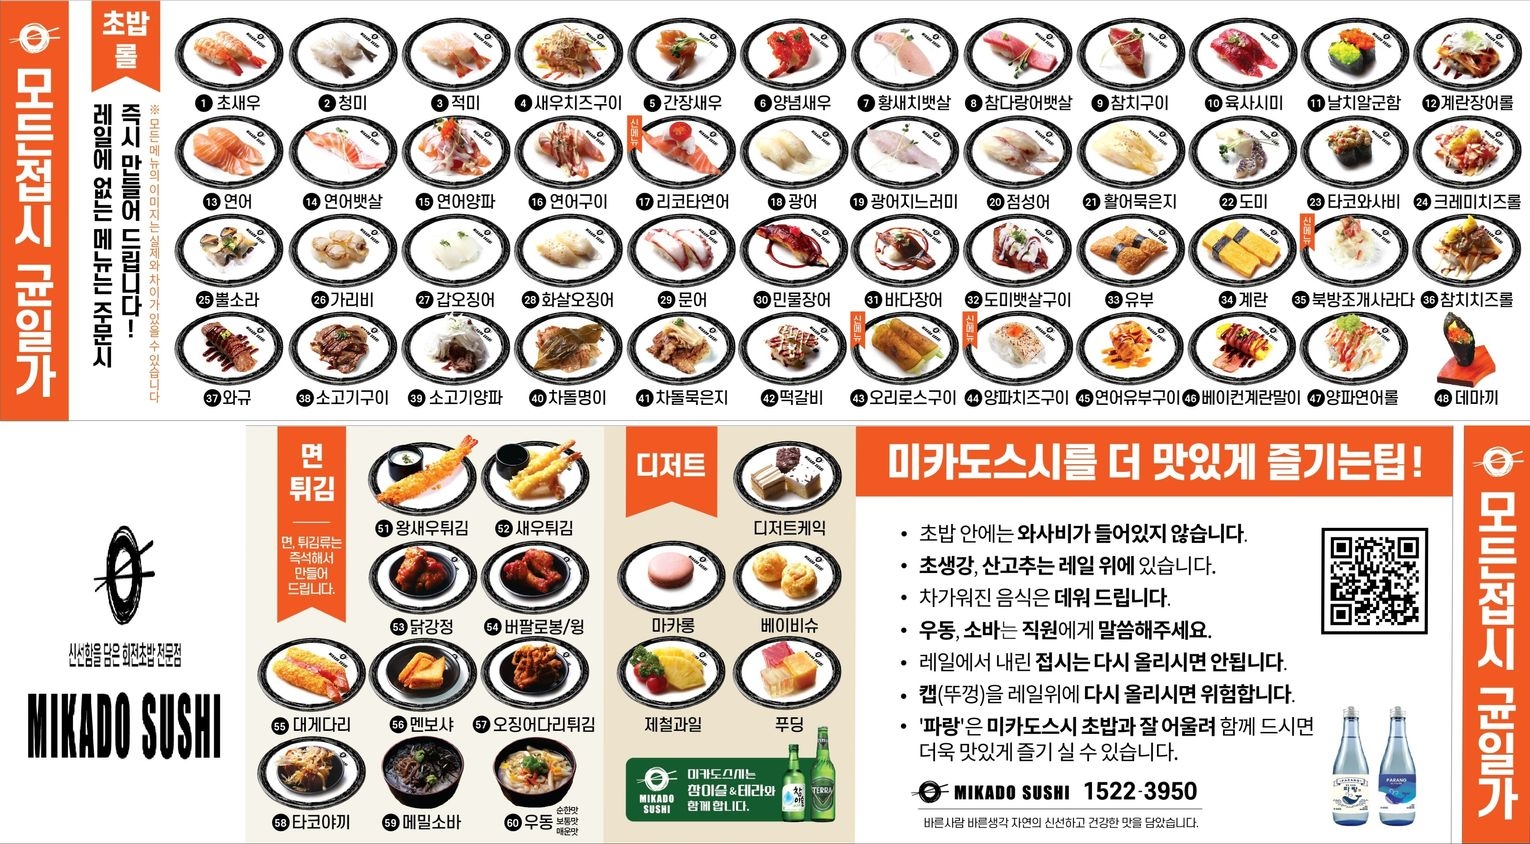 모든접시 균일가
초밥
롤
즉시 만들어 드립니다!
레일에 없는 메뉴는 주문시
※모든 메뉴의 이미지는 실제와 차이가 있을 수 있습니다
1 초새우
2 청미
3 적미
4 새우치즈구이
5 간장새우
6 양념새우
7 황새치뱃살
8 참다랑어뱃살
9 참치구이
10 육사시미
11 날치알군함
12 계란장어롤
13 연어
14 연어뱃살
15 연어양파
16 연어구이
신메뉴
17 리코타연어
18 광어
19 광어지느러미
20 점성어
21 활어묵은지
22 도미
23 타코와사비
24 크레미치즈롤
25 뿔소라
26 가리비
27 갑오징어
28 화살오징어
29 문어
30 민물장어
31 바다장어
32 도미뱃살구이
33 유부
34 계란
신메뉴
35 북방조개사라다
36 참치치즈롤
37 와규
38 소고기구이
39 소고기양파
40 차돌명이
41 차돌묵은지
42 떡갈비
신메뉴
43 오리로스구이
신메뉴
44 양파치즈구이
45 연어유부구이
46 베이컨계란말이
47 양파연어롤
48 데마끼
신선함을 담은 회전초밥 전문점
MIKADO SUSHI
면
튀김
면, 튀김류는
즉석해서
만들어
드립니다.
51 왕새우튀김
52 새우튀김
53 닭강정
54 버팔로봉/윙
55 대게다리
56 멘보샤
57 오징어다리튀김
58 타코야끼
59 메밀소바
60 우동
순한맛
보통맛
매운맛
디저트
디저트케익
마카롱
베이비슈
제철과일
푸딩
MIKADO
SUSHI
미카도스시는
참이슬&테라와
함께 합니다.
TERRA
미카도스시를 더 맛있게 즐기는팁!
• 초밥 안에는 와사비가 들어있지 않습니다.
• 초생강, 산고추는 레일 위에 있습니다.
• 차가워진 음식은 데워 드립니다.
• 우동, 소바는 직원에게 말씀해주세요.
• 레일에서 내린 접시는 다시 올리시면 안됩니다.
• 캡(뚜껑)을 레일위에 다시 올리시면 위험합니다.
• '파랑'은 미카도스시 초밥과 잘 어울려 함께 드시면
더욱 맛있게 즐기 실 수 있습니다.
MIKADO SUSHI 1522-3950
바른사람 바른생각 자연의 신선하고 건강한 맛을 담았습니다.
PARANG
모든접시 균일가